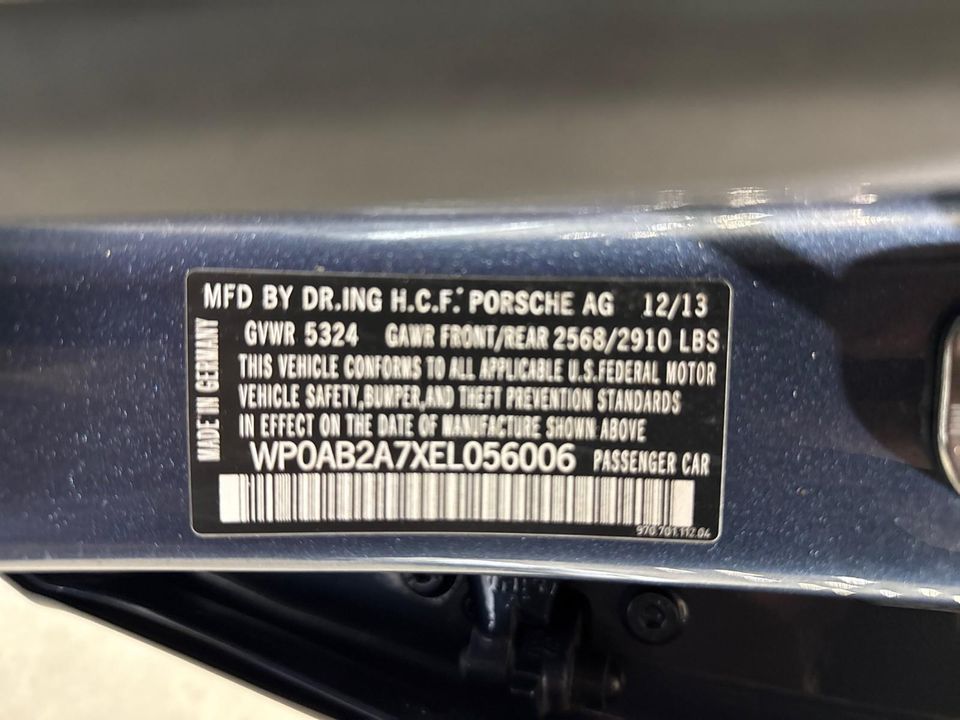 MFD BY DR.ING H.C.F. PORSCHE AG 12/13
GVWR 5324 GAWR FRONT/REAR 2568/2910 LBS
THIS VEHICLE CONFORMS TO ALL APPLICABLE U.S.FEDERAL MOTOR
VEHICLE SAFETY,BUMPER,AND THEFT PREVENTION STANDARDS
IN EFFECT ON THE DATE OF MANUFACTURE SHOWN ABOVE
WP0AB2A7XEL056006 PASSENGER CAR
MADE IN GERMANY
970.701.112.04